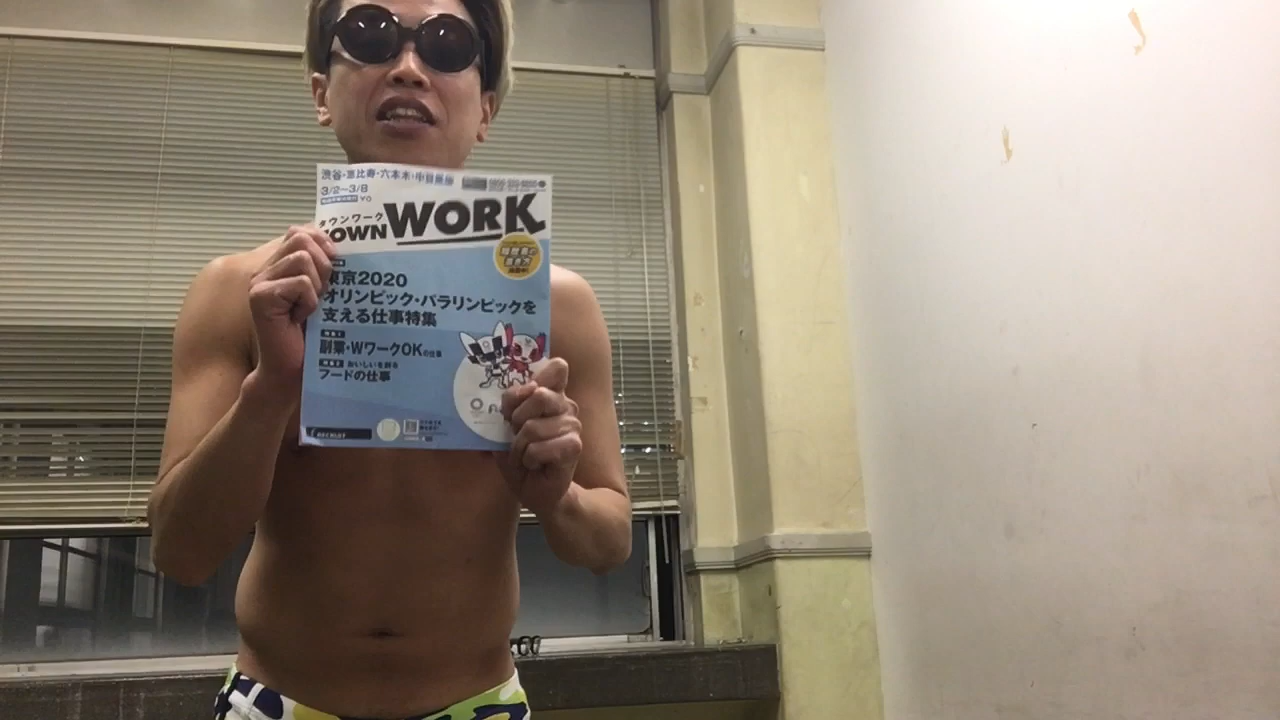 渋谷・恵比寿・六本木・中目黒
3/2～3/8
¥0
タウンワーク
TOWN WORK
東京2020
オリンピック・パラリンピックを
支える仕事特集
副業・WワークOKの仕事
おいしいを創る
フードの仕事
RECRUIT